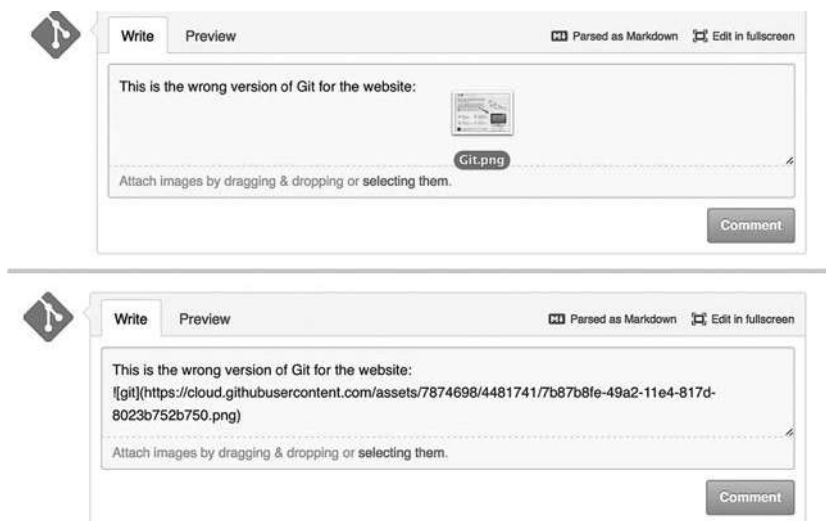 Write Preview Parsed as Markdown Edit in fullscreen
This is the wrong version of Git for the website:
Git.png
Attach images by dragging & dropping or selecting them.
Comment
Write Preview Parsed as Markdown Edit in fullscreen
This is the wrong version of Git for the website:
![git](https://cloud.githubusercontent.com/assets/7874698/4481741/7b87b8fe-49a2-11e4-817d-
8023b752b750.png)
Attach images by dragging & dropping or selecting them.
Comment